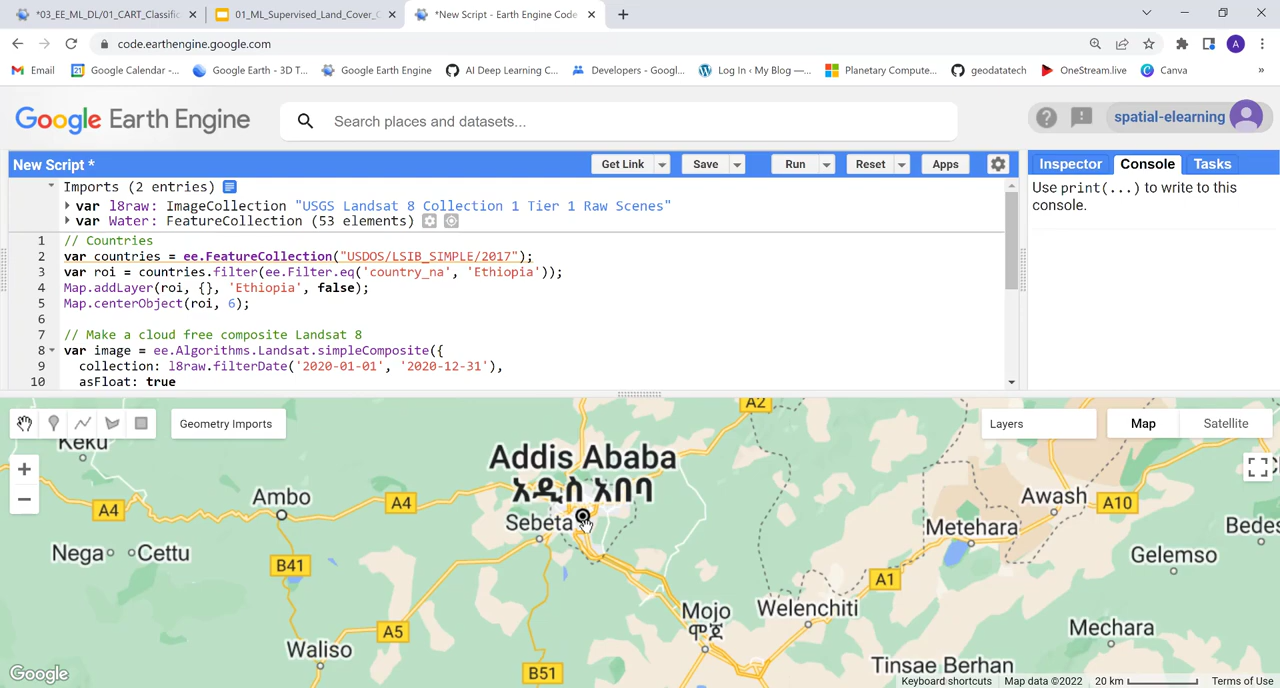 *03_EE_ML_DL/01_CART_Classific
01_ML_Supervised_Land_Cover_C
*New Script - Earth Engine Code
code.earthengine.google.com
A
Email
Google Calendar -...
Google Earth - 3D T...
Google Earth Engine
AI Deep Learning C...
Developers - Googl...
Log In ‹ My Blog —...
Planetary Compute...
geodatatech
OneStream.live
Canva
»
Google Earth Engine
Search places and datasets...
spatial-elearning
New Script *
Get Link
Save
Run
Reset
Apps
Inspector
Console
Tasks
Imports (2 entries)
var l8raw: ImageCollection "USGS Landsat 8 Collection 1 Tier 1 Raw Scenes"
var Water: FeatureCollection (53 elements)
1 // Countries
2 var countries = ee.FeatureCollection("USDOS/LSIB_SIMPLE/2017");
3 var roi = countries.filter(ee.Filter.eq('country_na', 'Ethiopia'));
4 Map.addLayer(roi, {}, 'Ethiopia', false);
5 Map.centerObject(roi, 6);
6
7 // Make a cloud free composite Landsat 8
8 var image = ee.Algorithms.Landsat.simpleComposite({
9 collection: l8raw.filterDate('2020-01-01', '2020-12-31'),
10 asFloat: true
Use print(...) to write to this
console.
Geometry Imports
Layers
Map
Satellite
Keku
A2
Addis Ababa
አዲስ አበባ
A4
Ambo
A4
Sebeta
Awash
A10
Metehara
Bedes
Nega
Cettu
B41
Gelemso
A1
Mojo
ሞጆ
Welenchiti
A5
Waliso
Mechara
B51
Tinsae Berhan
Google
Keyboard shortcuts
Map data ©2022
20 km
Terms of Use